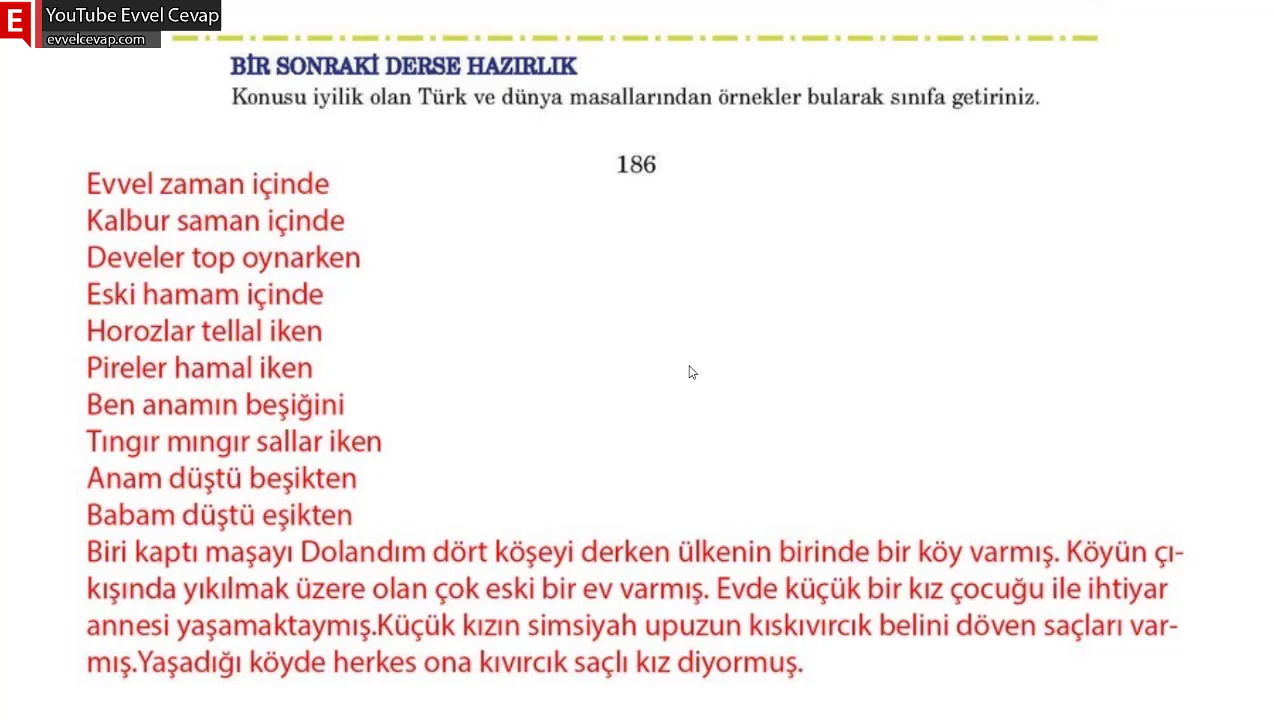 E
YouTube Evvel Cevap
evvelcevap.com
BİR SONRAKİ DERSE HAZIRLIK
Konusu iyilik olan Türk ve dünya masallarından örnekler bularak sınıfa getiriniz.
186
Evvel zaman içinde
Kalbur saman içinde
Develer top oynarken
Eski hamam içinde
Horozlar tellal iken
Pireler hamal iken
Ben anamın beşiğini
Tıngır mıngır sallar iken
Anam düştü beşikten
Babam düştü eşikten
Biri kaptı maşayı Dolandım dört köşeyi derken ülkenin birinde bir köy varmış. Köyün çı-
kışında yıkılmak üzere olan çok eski bir ev varmış. Evde küçük bir kız çocuğu ile ihtiyar
annesi yaşamaktaymış.Küçük kızın simsiyah upuzun kıskıvırcık belini döven saçları var-
mış.Yaşadığı köyde herkes ona kıvırcık saçlı kız diyormuş.